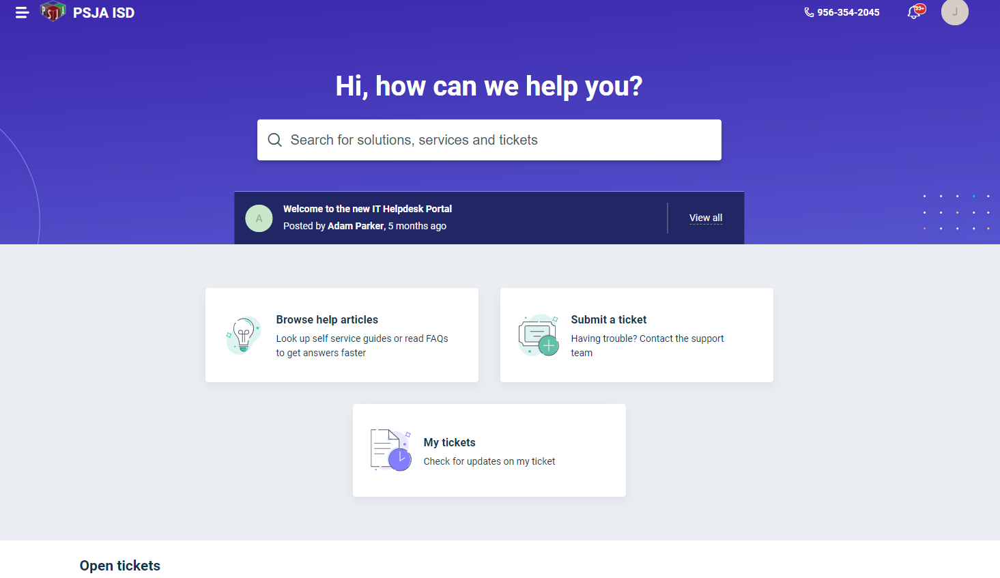 PSJA
PSJA ISD
956-354-2045
99+
J
Hi, how can we help you?
Search for solutions, services and tickets
A
Welcome to the new IT Helpdesk Portal
Posted by Adam Parker, 5 months ago
View all
Browse help articles
Look up self service guides or read FAQs
to get answers faster
Submit a ticket
Having trouble? Contact the support
team
My tickets
Check for updates on my ticket
Open tickets